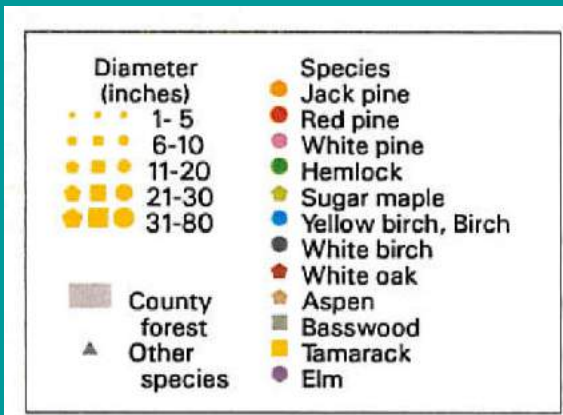 Diameter
(inches)
1- 5
6-10
11-20
21-30
31-80
County
forest
Other
species
Species
Jack pine
Red pine
White pine
Hemlock
Sugar maple
Yellow birch, Birch
White birch
White oak
Aspen
Basswood
Tamarack
Elm